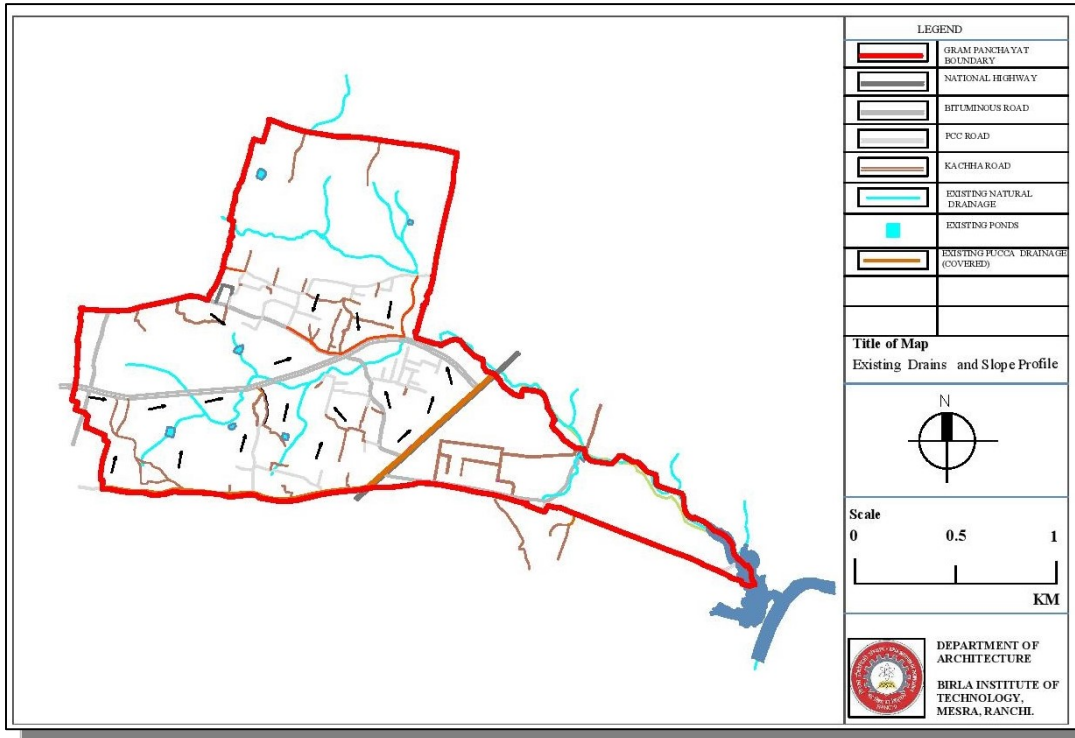 LEGEND
GRAM PANCHAYAT
BOUNDARY
NATIONAL HIGHWAY
BITUMINOUS ROAD
PCC ROAD
KACHHA ROAD
EXISTING NATURAL
DRAINAGE
EXISTING PONDS
EXISTING PUCCA DRAINAGE
(COVERED)
Title of Map
Existing Drains and Slope Profile
N
Scale
0 0.5 1
KM
DEPARTMENT OF
ARCHITECTURE
BIRLA INSTITUTE OF
TECHNOLOGY,
MESRA, RANCHI.